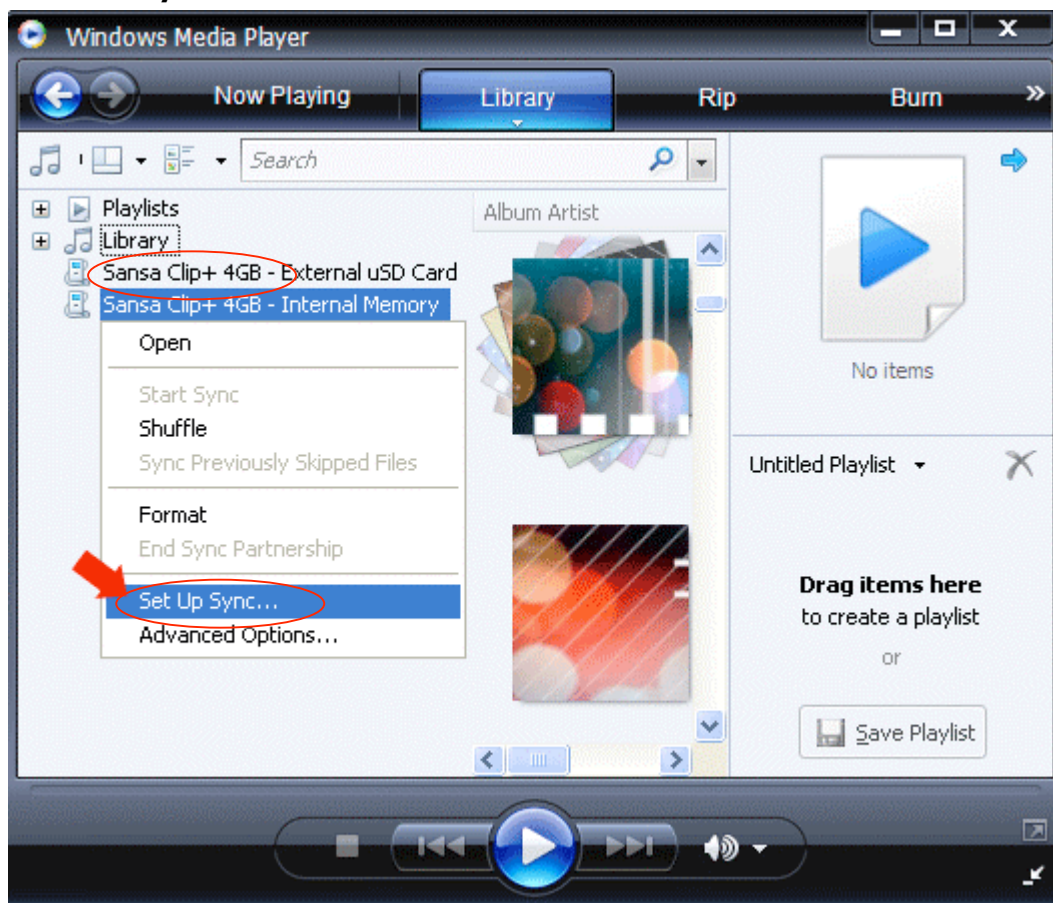 Windows Media Player
Now Playing Library Rip Burn »
Search
Playlists
Library
Sansa Clip+ 4GB - External uSD Card
Sansa Clip+ 4GB - Internal Memory
Open
Start Sync
Shuffle
Sync Previously Skipped Files
Format
End Sync Partnership
Set Up Sync...
Advanced Options...
Album Artist
No items
Untitled Playlist
Drag items here
to create a playlist
or
Save Playlist